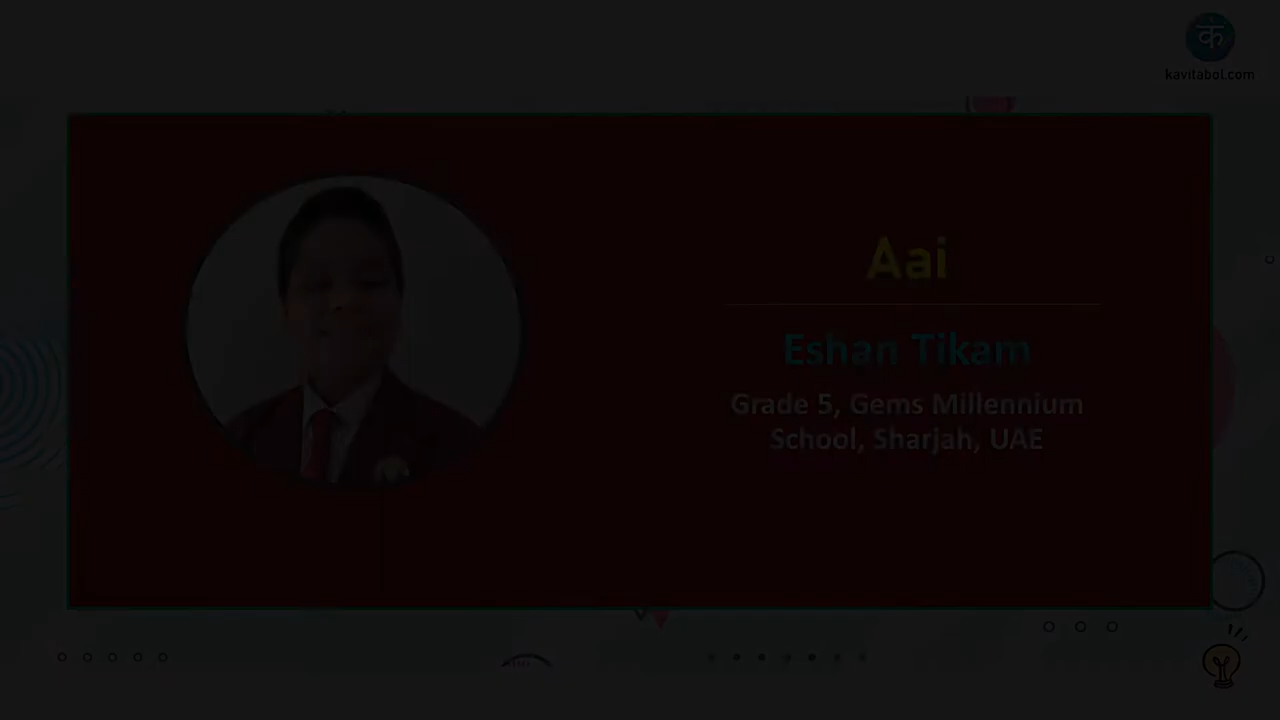 क
kavitabol.com
Aai
Eshan Tikam
Grade 5, Gems Millennium
School, Sharjah, UAE